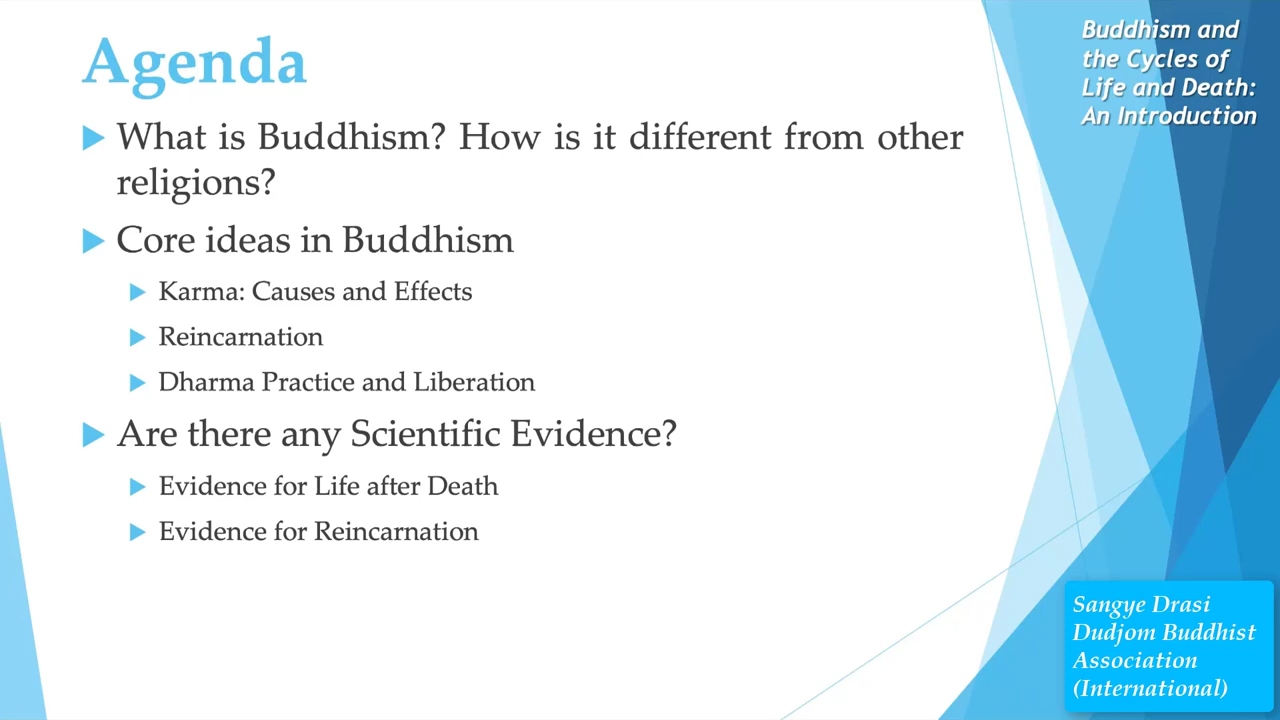 Agenda
What is Buddhism? How is it different from other
religions?
Core ideas in Buddhism
Karma: Causes and Effects
Reincarnation
Dharma Practice and Liberation
Are there any Scientific Evidence?
Evidence for Life after Death
Evidence for Reincarnation
Buddhism and
the Cycles of
Life and Death:
An Introduction
Sangye Drasi
Dudjom Buddhist
Association
(International)